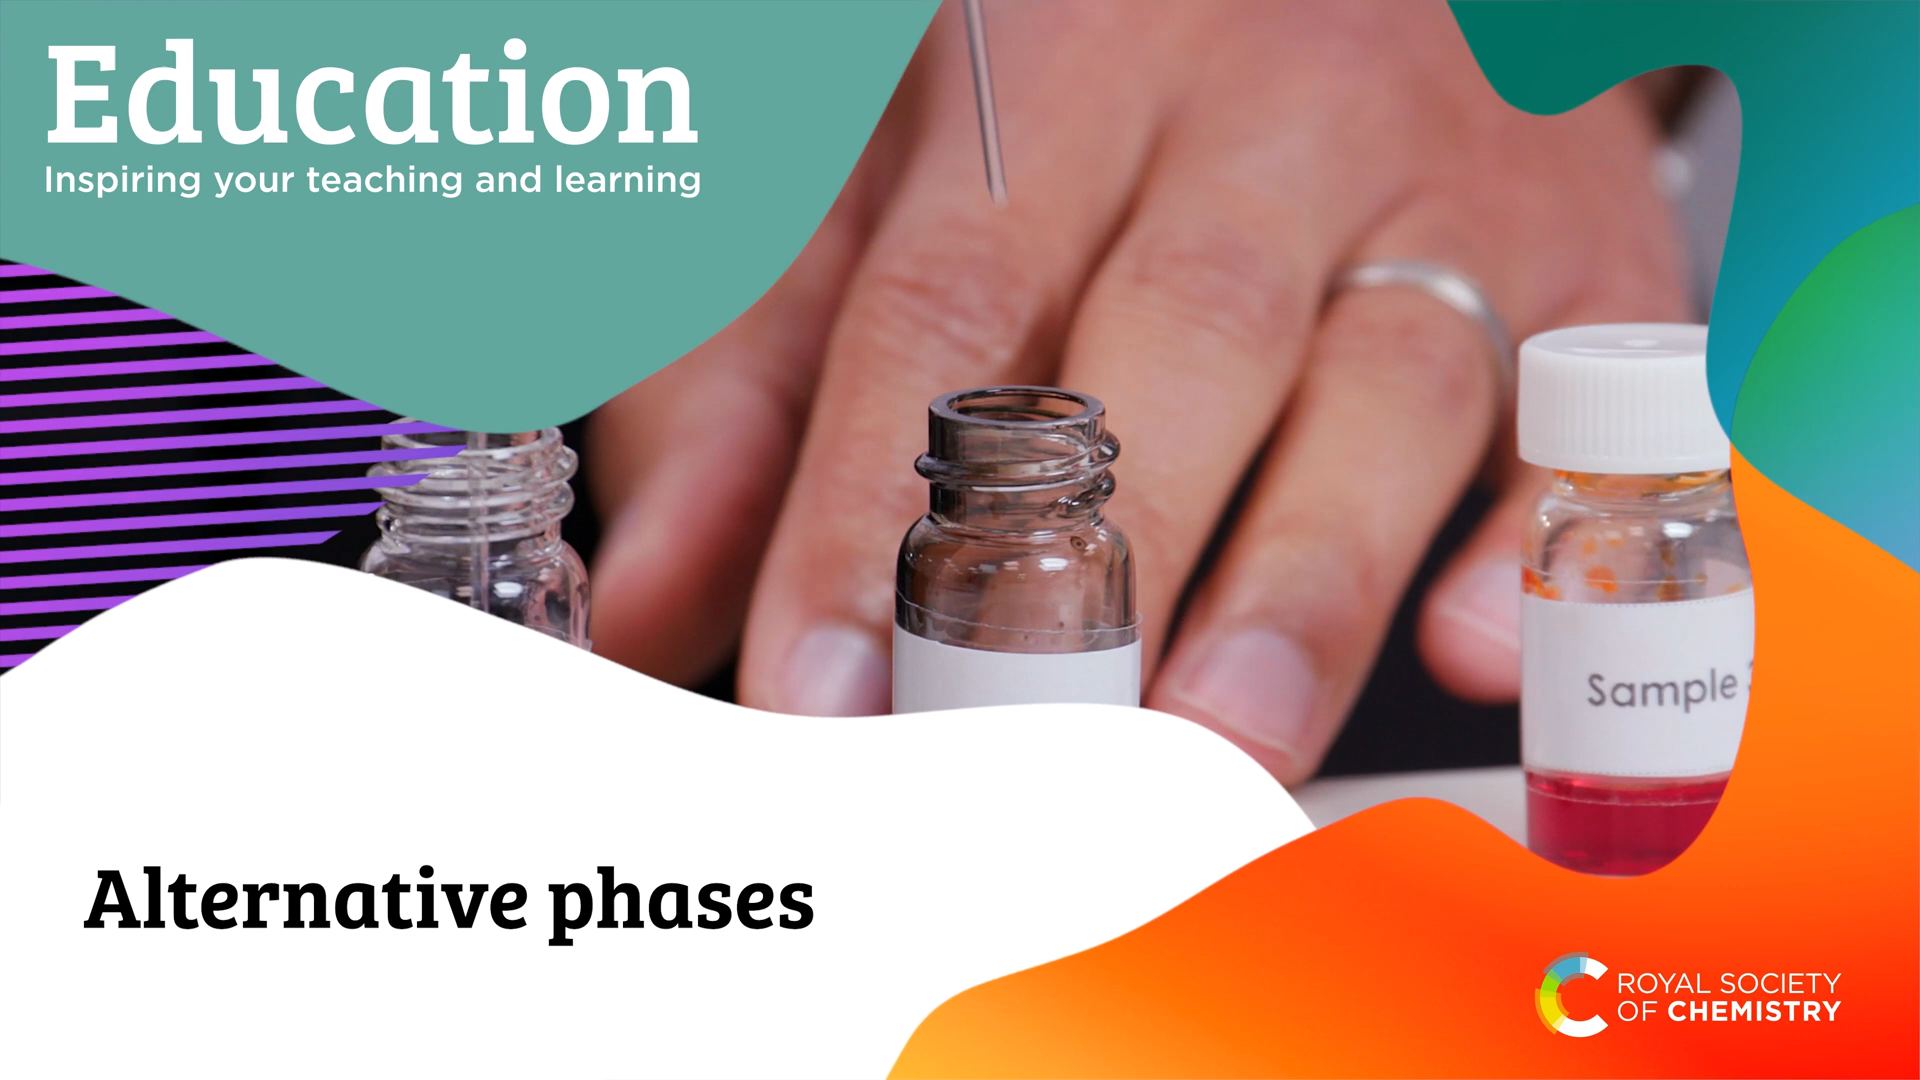 Education
Inspiring your teaching and learning
Sample
Alternative phases
ROYAL SOCIETY
OF CHEMISTRY